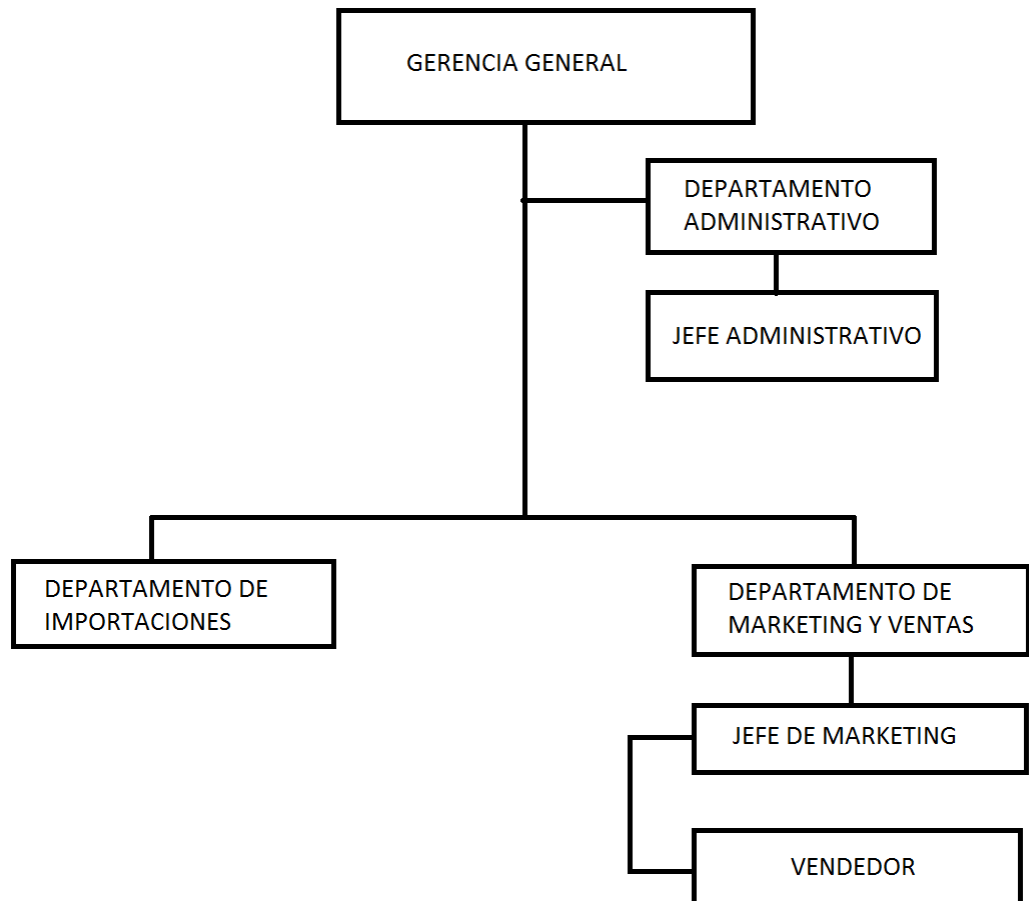 GERENCIA GENERAL
DEPARTAMENTO
ADMINISTRATIVO
JEFE ADMINISTRATIVO
DEPARTAMENTO DE
IMPORTACIONES
DEPARTAMENTO DE
MARKETING Y VENTAS
JEFE DE MARKETING
VENDEDOR